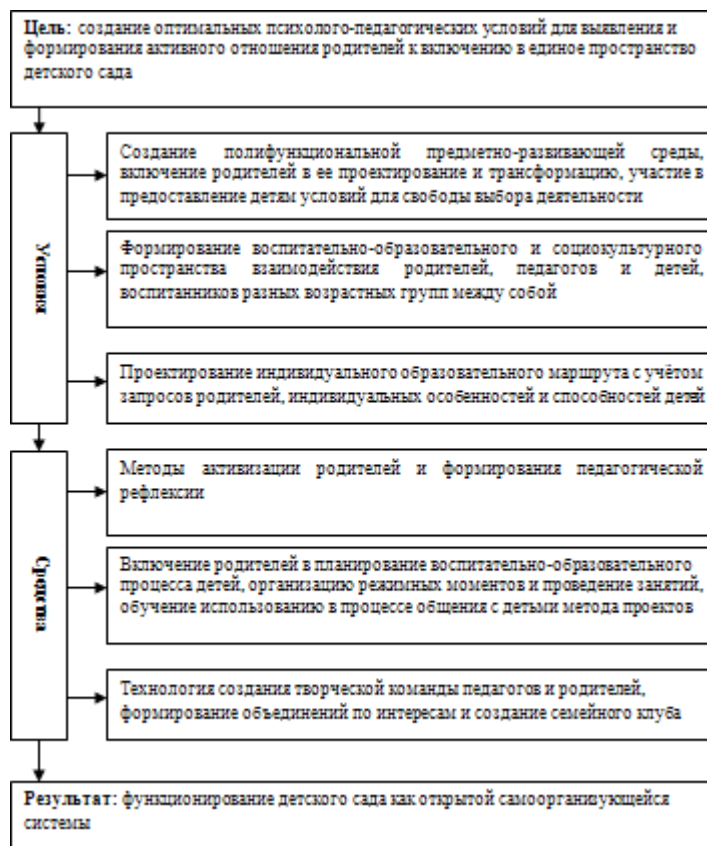 Цель: создание оптимальных психолого-педагогических условий для выявления и
формирования активного отношения родителей к включению в единое пространство
детского сада
Условия
Создание полифункциональной предметно-развивающей среды,
включение родителей в ее проектирование и трансформацию, участие в
предоставление детям условий для свободы выбора деятельности
Формирование воспитательно-образовательного и социокультурного
пространства взаимодействия родителей, педагогов и детей,
воспитанников разных возрастных групп между собой
Проектирование индивидуального образовательного маршрута с учётом
запросов родителей, индивидуальных особенностей и способностей детей
Средства
Методы активизации родителей и формирования педагогической
рефлексии
Включение родителей в планирование воспитательно-образовательного
процесса детей, организацию режимных моментов и проведение занятий,
обучение использованию в процессе общения с детьми метода проектов
Технология создания творческой команды педагогов и родителей,
формирование объединений по интересам и создание семейного клуба
Результат: функционирование детского сада как открытой самоорганизующейся
системы